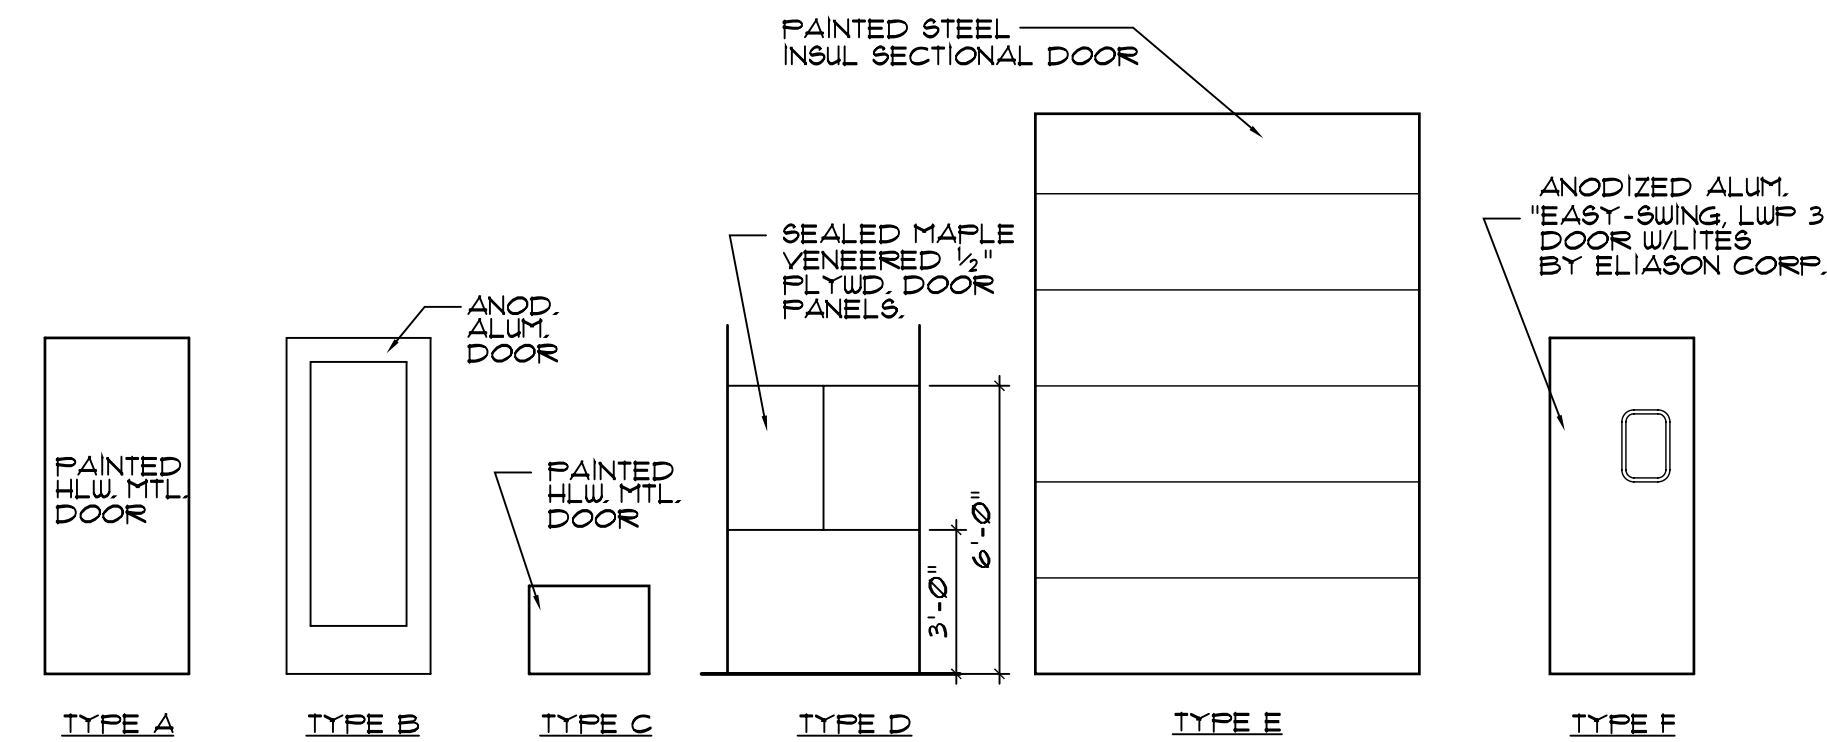 PAINTED STEEL
INSUL SECTIONAL DOOR
ANODIZED ALUM.
"EASY-SWING, LWP 3
DOOR W/LITES
BY ELIASON CORP.
SEALED MAPLE
VENEERED 1/2"
PLYWD. DOOR
PANELS.
ANOD.
ALUM.
DOOR
PAINTED
HLW. MTL.
DOOR
PAINTED
HLW. MTL.
DOOR
3'-0"
6'-0"
TYPE A
TYPE B
TYPE C
TYPE D
TYPE E
TYPE F